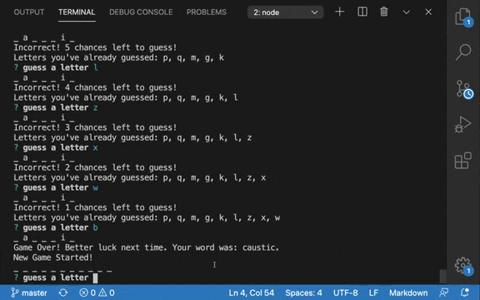 OUTPUT TERMINAL DEBUG CONSOLE PROBLEMS 2: node
_ a _ _ _ i _
Incorrect! 5 chances left to guess!
Letters you've already guessed: p, q, m, g, k
? guess a letter l
_ a _ _ _ i _
Incorrect! 4 chances left to guess!
Letters you've already guessed: p, q, m, g, k, l
? guess a letter z
_ a _ _ _ i _
Incorrect! 3 chances left to guess!
Letters you've already guessed: p, q, m, g, k, l, z
? guess a letter x
_ a _ _ _ i _
Incorrect! 2 chances left to guess!
Letters you've already guessed: p, q, m, g, k, l, z, x
? guess a letter w
_ a _ _ _ i _
Incorrect! 1 chances left to guess!
Letters you've already guessed: p, q, m, g, k, l, z, x, w
? guess a letter b
_ a _ _ _ i _
Game Over! Better luck next time. Your word was: caustic.
New Game Started!
_ _ _ _ _ _ _ _ _ _ _ _
? guess a letter
master 0 0 Ln 4, Col 54 Spaces: 4 UTF-8 LF Markdown
1
1